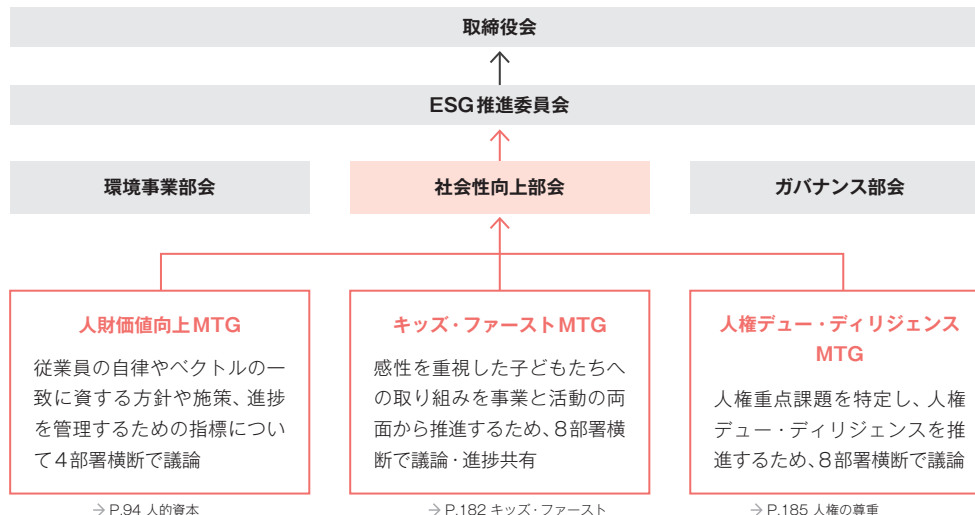 取締役会
ESG推進委員会
環境事業部会
社会性向上部会
ガバナンス部会
人財価値向上MTG
従業員の自律やベクトルの一
致に資する方針や施策、進捗
を管理するための指標につい
て4部署横断で議論
→ P.94 人的資本
キッズ・ファーストMTG
感性を重視した子どもたちへ
の取り組みを事業と活動の両
面から推進するため、8部署横
断で議論・進捗共有
→ P.182 キッズ・ファースト
人権デュー・ディリジェンス
MTG
人権重点課題を特定し、人権
デュー・ディリジェンスを推
進するため、8部署横断で議論
→ P.185 人権の尊重